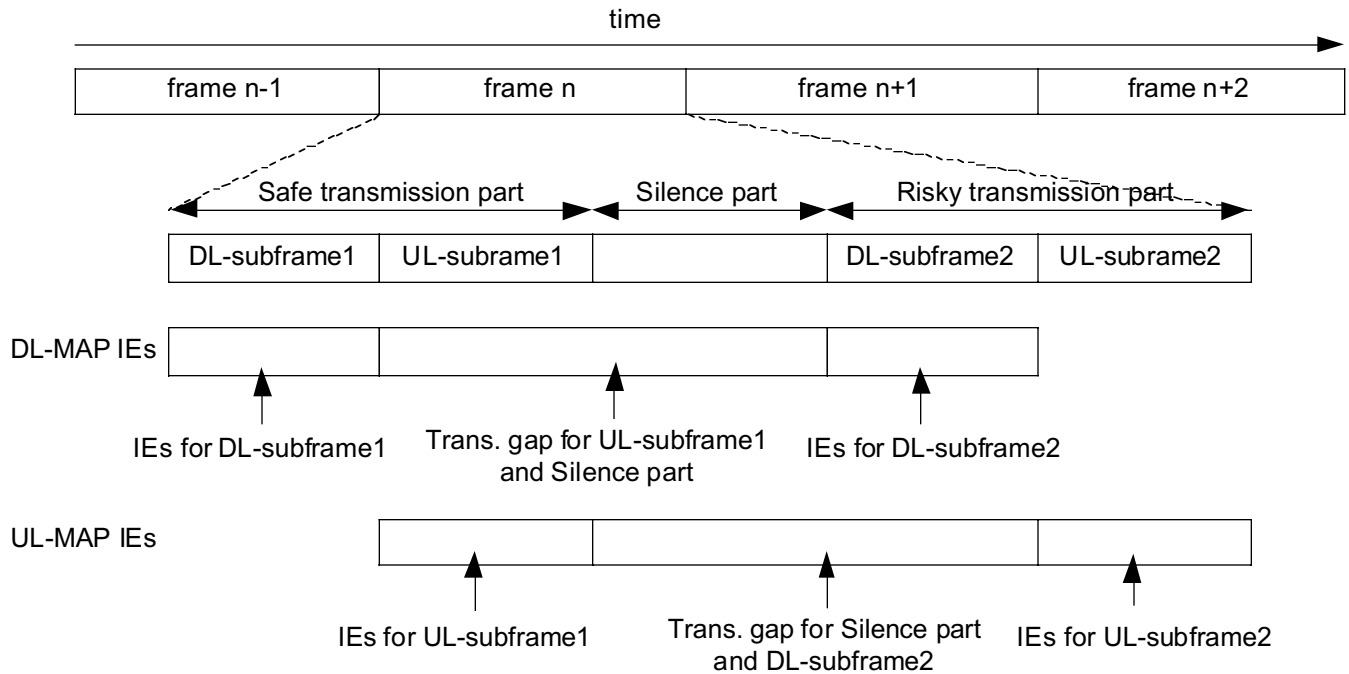 time
frame n-1 frame n frame n+1 frame n+2
Safe transmission part Silence part Risky transmission part
DL-subframe1 UL-subrame1 DL-subframe2 UL-subrame2
DL-MAP IEs
IEs for DL-subframe1
Trans. gap for UL-subframe1
and Silence part
IEs for DL-subframe2
UL-MAP IEs
IEs for UL-subframe1
Trans. gap for Silence part
and DL-subframe2
IEs for UL-subframe2